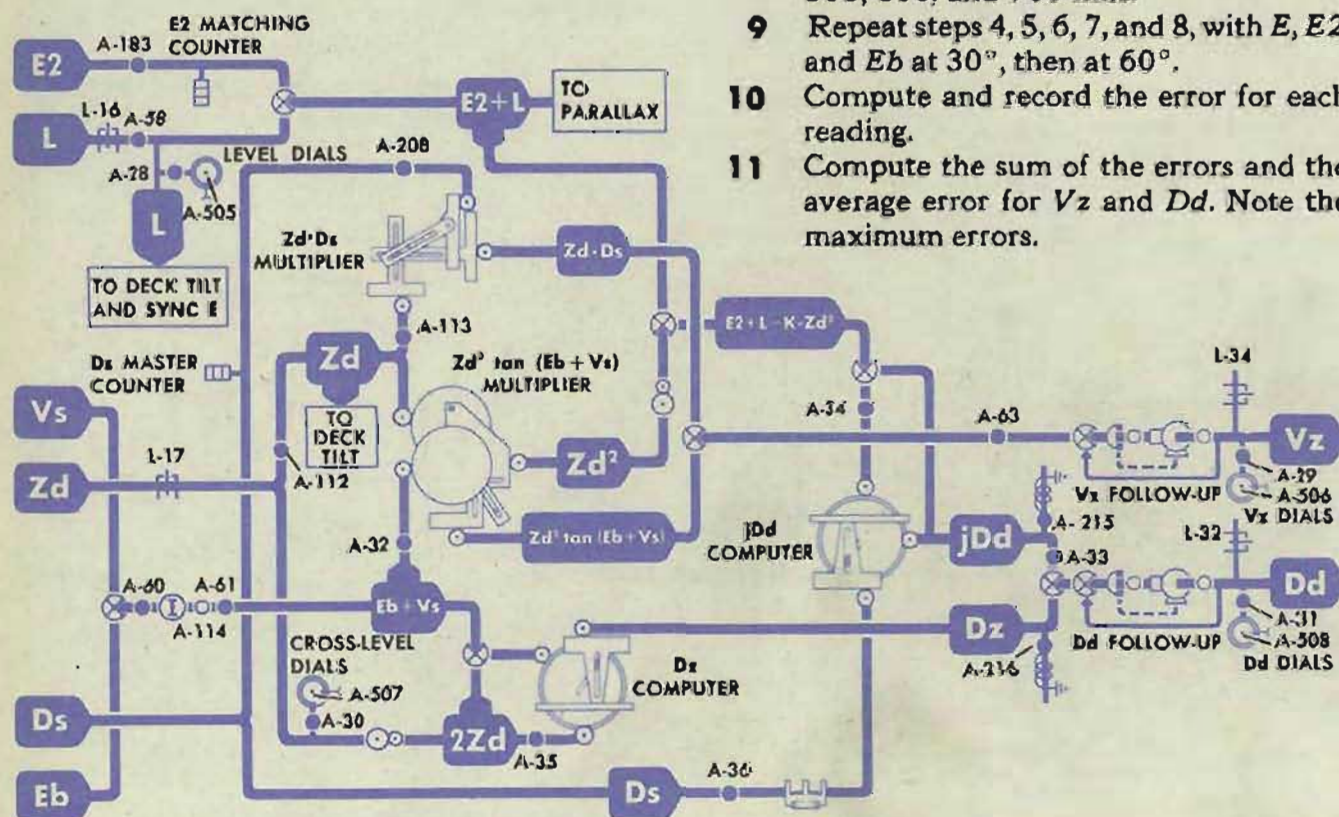 9 Repeat steps 4, 5, 6, 7, and 8, with E, E2
and Eb at 30°, then at 60°.
10 Compute and record the error for each
reading.
11 Compute the sum of the errors and the
average error for Vz and Dd. Note the
maximum errors.
E2 MATCHING
COUNTER
A-183
E2
L-16
A-58
L
E2+L
TO
PARALLAX
A-28
LEVEL DIALS
A-208
A-505
L
TO DECK TILT
AND SYNC E
Zd·Ds
MULTIPLIER
Zd·Ds
A-113
Zd
E2+L-K·Zd²
Ds MASTER
COUNTER
Zd² tan (Eb + Vs)
MULTIPLIER
L-34
Vs
TO
DECK
TILT
A-34
A-63
Vz
L-17
Zd
A-112
Zd²
A-29
A-506
Vz DIALS
Vz FOLLOW-UP
A-215
A-32
Zd² tan (Eb+Vs)
jDd
COMPUTER
jDd
L-32
A-33
A-60
A-61
A-114
Eb + Vs
Dz
Dd
Dd FOLLOW-UP
A-31
A-508
Dd DIALS
CROSS-LEVEL
DIALS
A-507
Dz
COMPUTER
A-216
A-30
Ds
2Zd
A-35
A-36
Ds
Eb